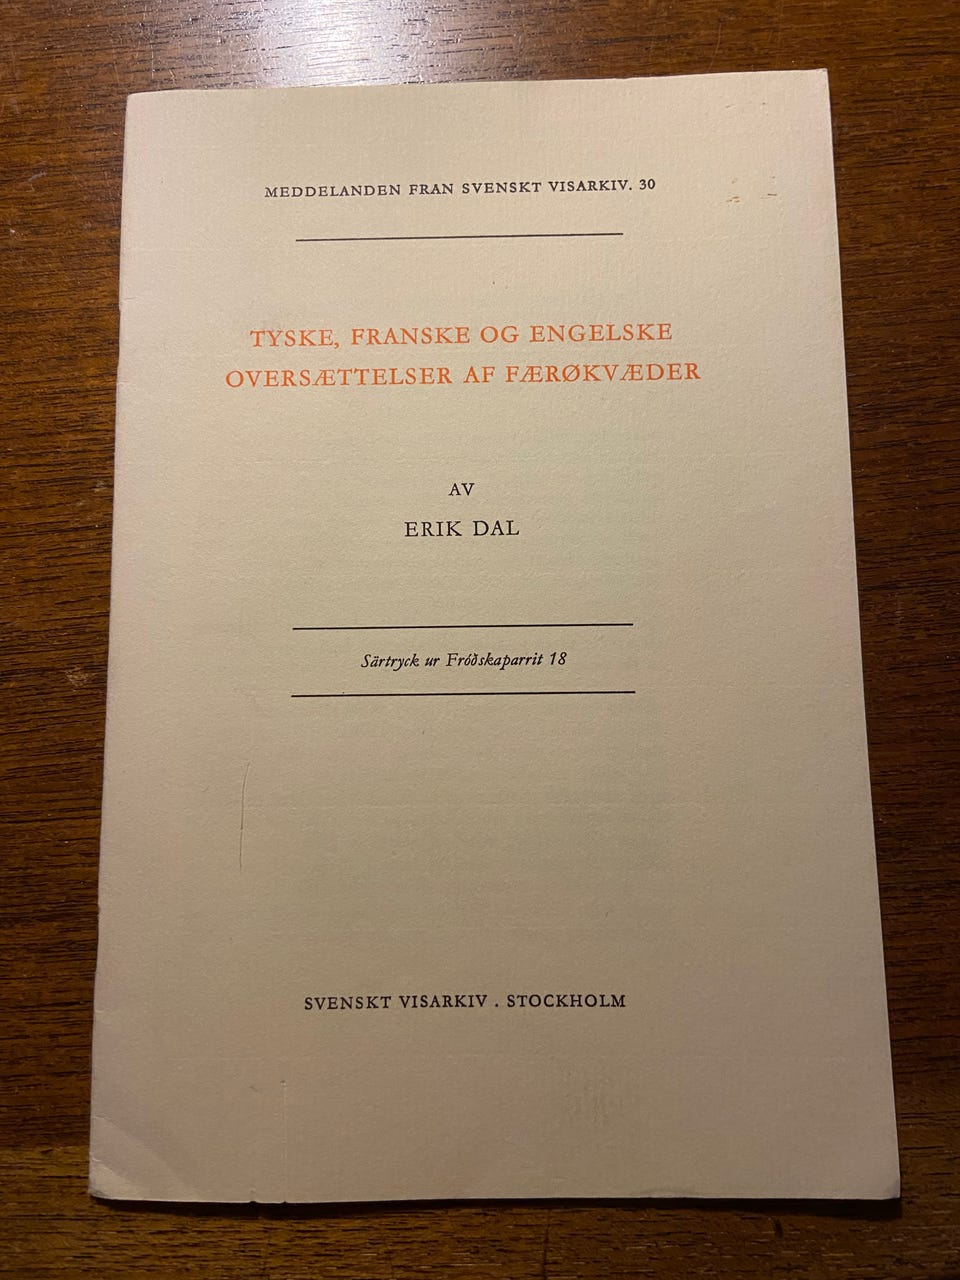 MEDDELANDEN FRAN SVENSKT VISARKIV. 30
TYSKE, FRANSKE OG ENGELSKE
OVERSÆTTELSER AF FÆRØKVÆDER
AV
ERIK DAL
Särtryck ur Fróðskaparrit 18
SVENSKT VISARKIV . STOCKHOLM